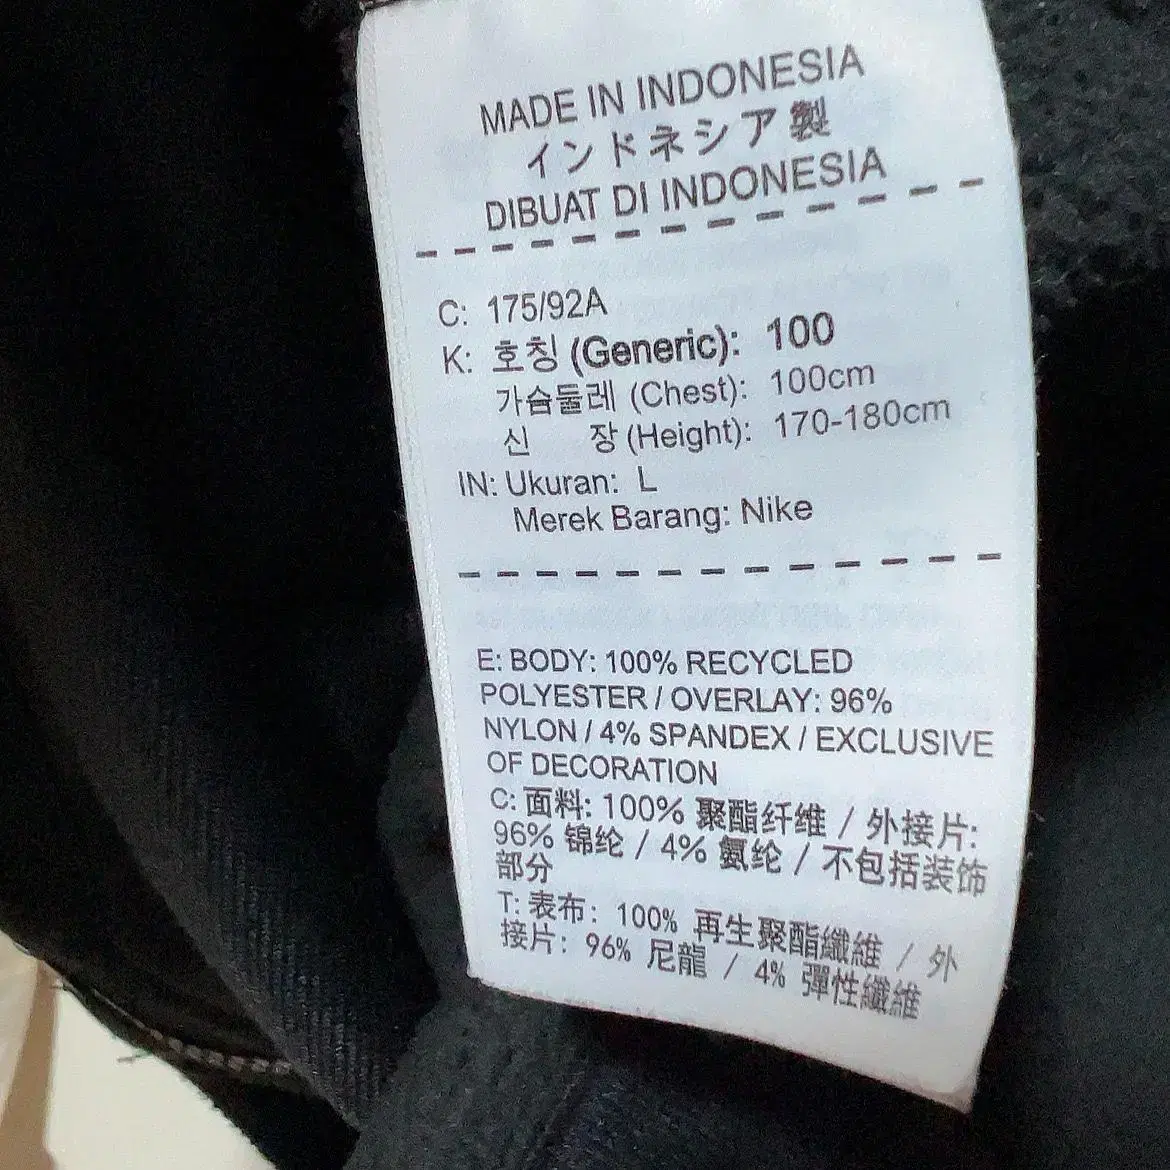 MADE IN INDONESIA
インドネシア製
DIBUAT DI INDONESIA
C: 175/92A
K: 호칭 (Generic): 100
가슴둘레 (Chest): 100cm
신 장 (Height): 170-180cm
IN: Ukuran: L
Merek Barang: Nike
E: BODY: 100% RECYCLED
POLYESTER / OVERLAY: 96%
NYLON / 4% SPANDEX / EXCLUSIVE
OF DECORATION
C: 面料: 100% 聚酯纤维 / 外接片:
96% 锦纶 / 4% 氨纶 / 不包括装饰
部分
T: 表布: 100% 再生聚酯纖維 / 外
接片: 96% 尼龍 / 4% 彈性纖維